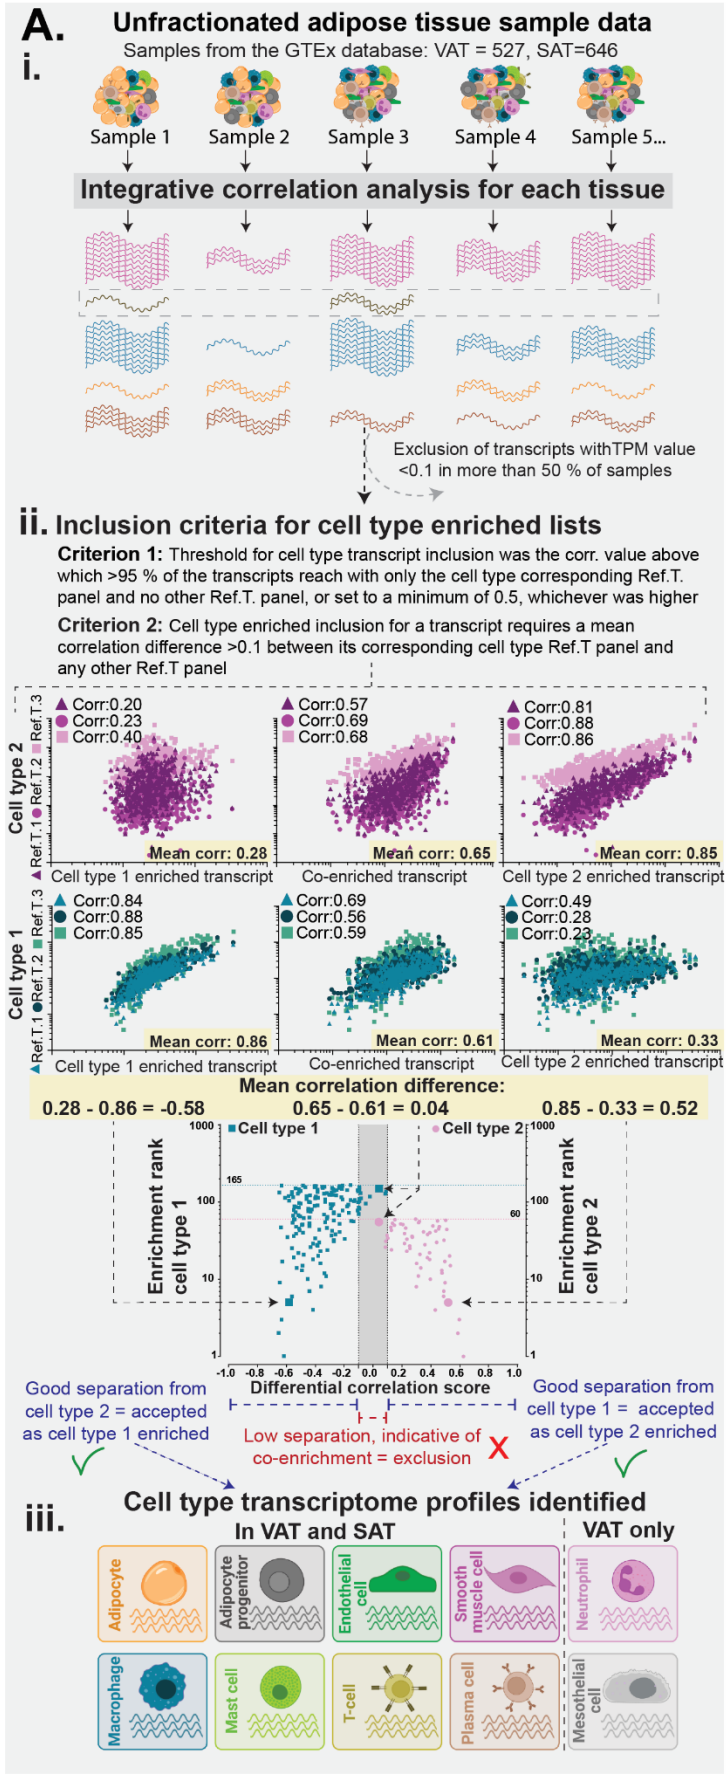 A. Unfractionated adipose tissue sample data
Samples from the GTEx database: VAT = 527, SAT=646
i.
Sample 1 Sample 2 Sample 3 Sample 4 Sample 5...
Integrative correlation analysis for each tissue
Exclusion of transcripts withTPM value
<0.1 in more than 50 % of samples
ii. Inclusion criteria for cell type enriched lists
Criterion 1: Threshold for cell type transcript inclusion was the corr. value above
which >95 % of the transcripts reach with only the cell type corresponding Ref.T.
panel and no other Ref.T. panel, or set to a minimum of 0.5, whichever was higher
Criterion 2: Cell type enriched inclusion for a transcript requires a mean
correlation difference >0.1 between its corresponding cell type Ref.T panel and
any other Ref.T panel
Cell type 2
Ref.T.1 Ref.T.2 Ref.T.3
Corr:0.20
Corr:0.23
Corr:0.40
Mean corr: 0.28
Cell type 1 enriched transcript
Corr:0.57
Corr:0.69
Corr:0.68
Mean corr: 0.65
Co-enriched transcript
Corr:0.81
Corr:0.88
Corr:0.86
Mean corr: 0.85
Cell type 2 enriched transcript
Cell type 1
Ref.T.1 Ref.T.2 Ref.T.3
Corr:0.84
Corr:0.88
Corr:0.85
Mean corr: 0.86
Cell type 1 enriched transcript
Corr:0.69
Corr:0.56
Corr:0.59
Mean corr: 0.61
Co-enriched transcript
Corr:0.49
Corr:0.28
Corr:0.23
Mean corr: 0.33
Cell type 2 enriched transcript
Mean correlation difference:
0.28 - 0.86 = -0.58 0.65 - 0.61 = 0.04 0.85 - 0.33 = 0.52
Enrichment rank
cell type 1
1000
100
10
1
165
Cell type 1
Cell type 2
60
1000
100
10
1
Enrichment rank
cell type 2
-1.0 -0.8 -0.6 -0.4 -0.2 0.0 0.2 0.4 0.6 0.8 1.0
Differential correlation score
Good separation from
cell type 2 = accepted
as cell type 1 enriched
Low separation, indicative of
co-enrichment = exclusion X
Good separation from
cell type 1 = accepted
as cell type 2 enriched
Cell type transcriptome profiles identified
iii.
In VAT and SAT
VAT only
Adipocyte
Adipocyte
progenitor
Endothelial
cell
Smooth
muscle cell
Neutrophil
Macrophage
Mast cell
T-cell
Plasma cell
Mesothelial
cell